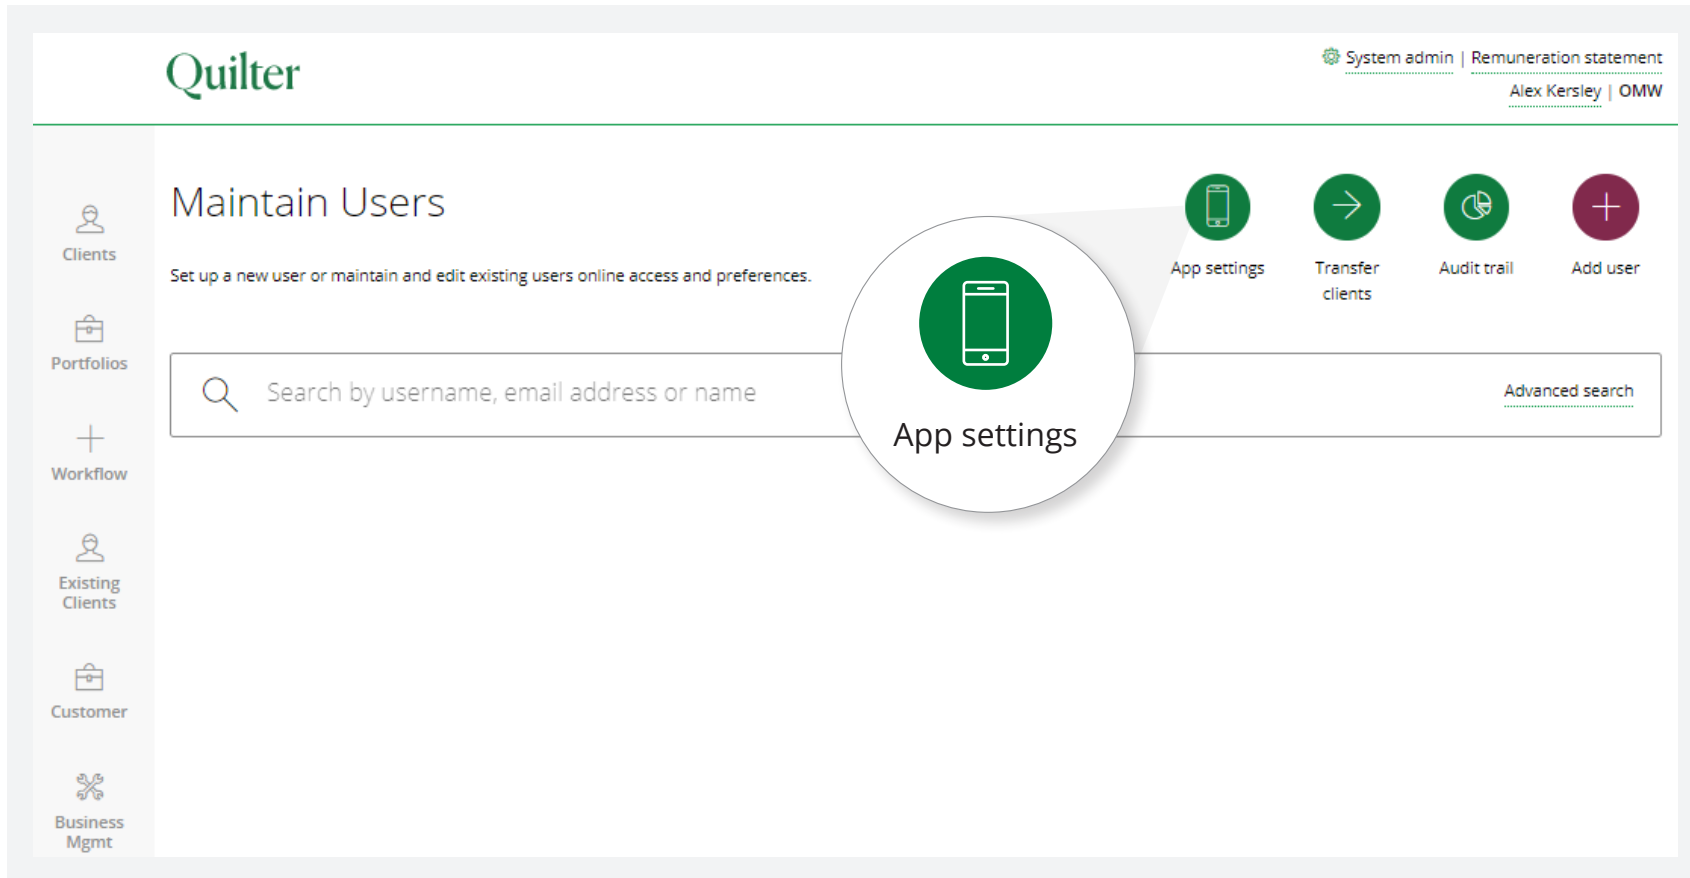 Quilter
System admin | Remuneration statement
Alex Kersley | OMW
Clients
Portfolios
Workflow
Existing
Clients
Customer
Business
Mgmt
Maintain Users
Set up a new user or maintain and edit existing users online access and preferences.
App settings
Transfer
clients
Audit trail
Add user
Search by username, email address or name
Advanced search
App settings